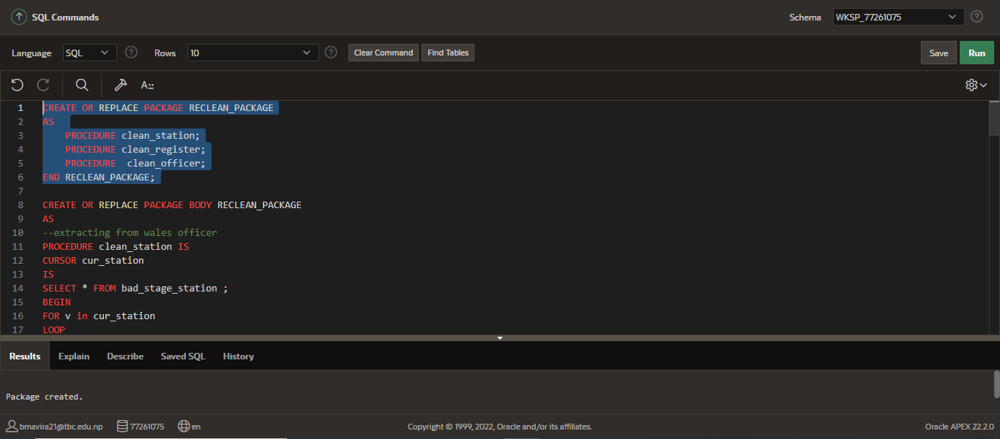 SQL Commands
Schema WKSP_77261075
Language SQL Rows 10 Clear Command Find Tables Save Run
A::
1 CREATE OR REPLACE PACKAGE RECLEAN_PACKAGE
2 AS
3 PROCEDURE clean_station;
4 PROCEDURE clean_register;
5 PROCEDURE  clean_officer;
6 END RECLEAN_PACKAGE;
7
8 CREATE OR REPLACE PACKAGE BODY RECLEAN_PACKAGE
9 AS
10 --extracting from wales officer
11 PROCEDURE clean_station IS
12 CURSOR cur_station
13 IS
14 SELECT * FROM bad_stage_station ;
15 BEGIN
16 FOR v in cur_station
17 LOOP
Results Explain Describe Saved SQL History
Package created.
bmavira21@tbc.edu.np 77261075 en Copyright © 1999, 2022, Oracle and/or its affiliates. Oracle APEX 22.2.0